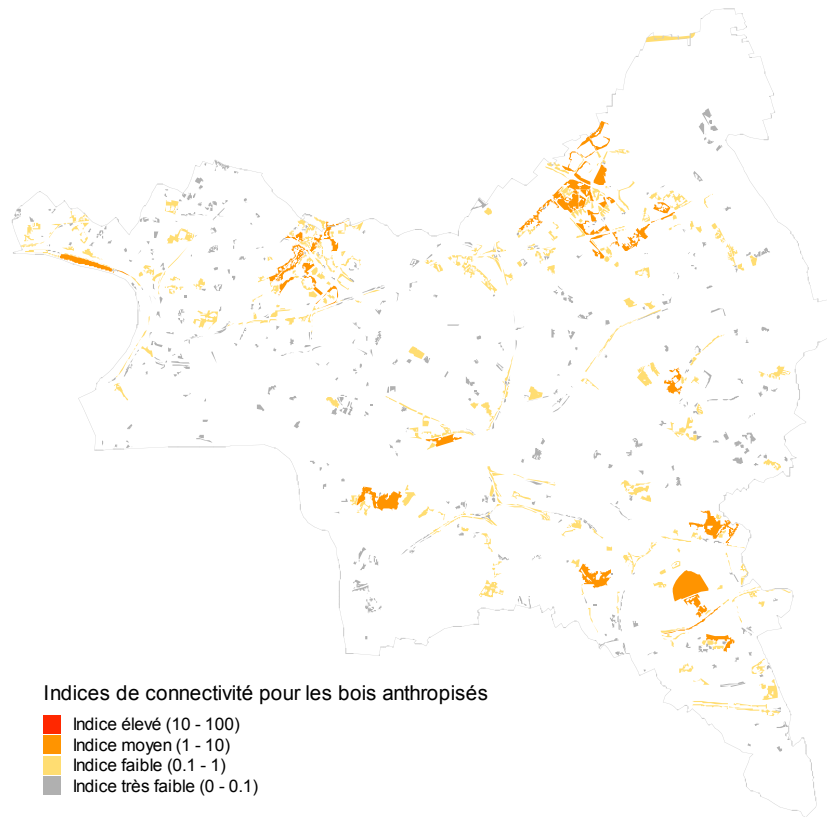 Indices de connectivité pour les bois anthropisés
Indice élevé (10 - 100)
Indice moyen (1 - 10)
Indice faible (0.1 - 1)
Indice très faible (0 - 0.1)